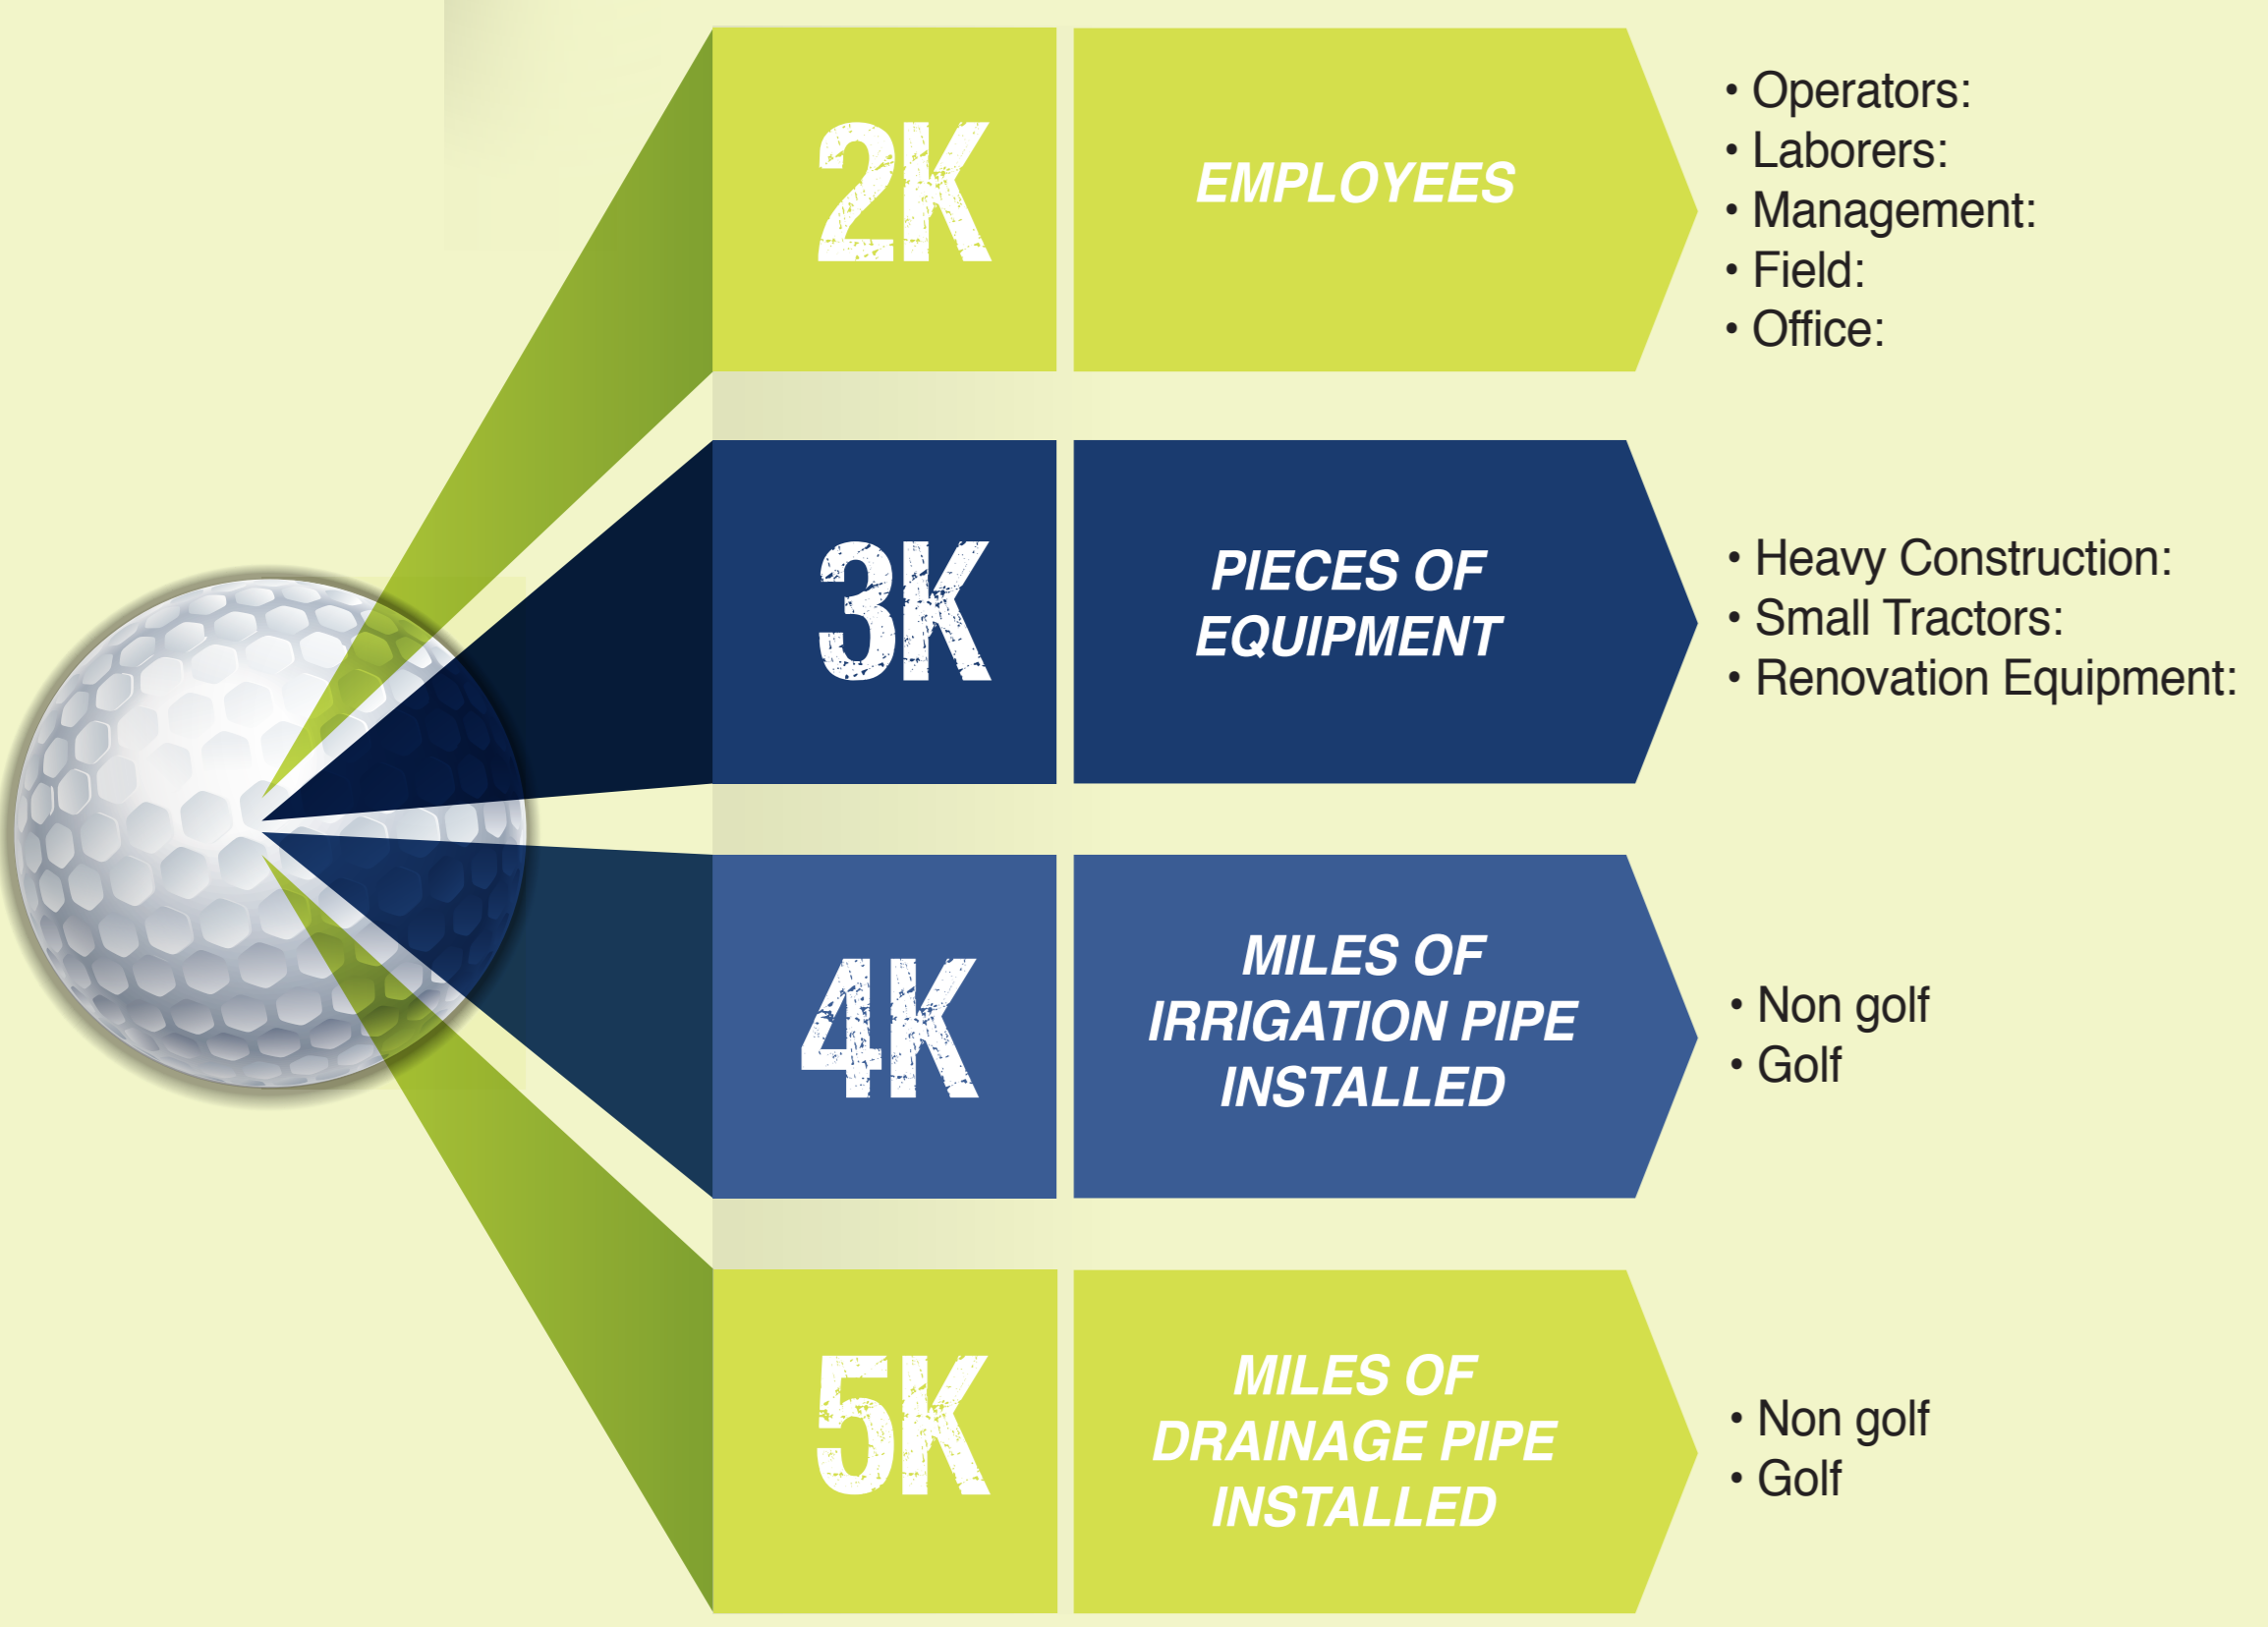 2K
EMPLOYEES
• Operators:
• Laborers:
• Management:
• Field:
• Office:
3K
PIECES OF
EQUIPMENT
• Heavy Construction:
• Small Tractors:
• Renovation Equipment:
4K
MILES OF
IRRIGATION PIPE
INSTALLED
• Non golf
• Golf
5K
MILES OF
DRAINAGE PIPE
INSTALLED
• Non golf
• Golf